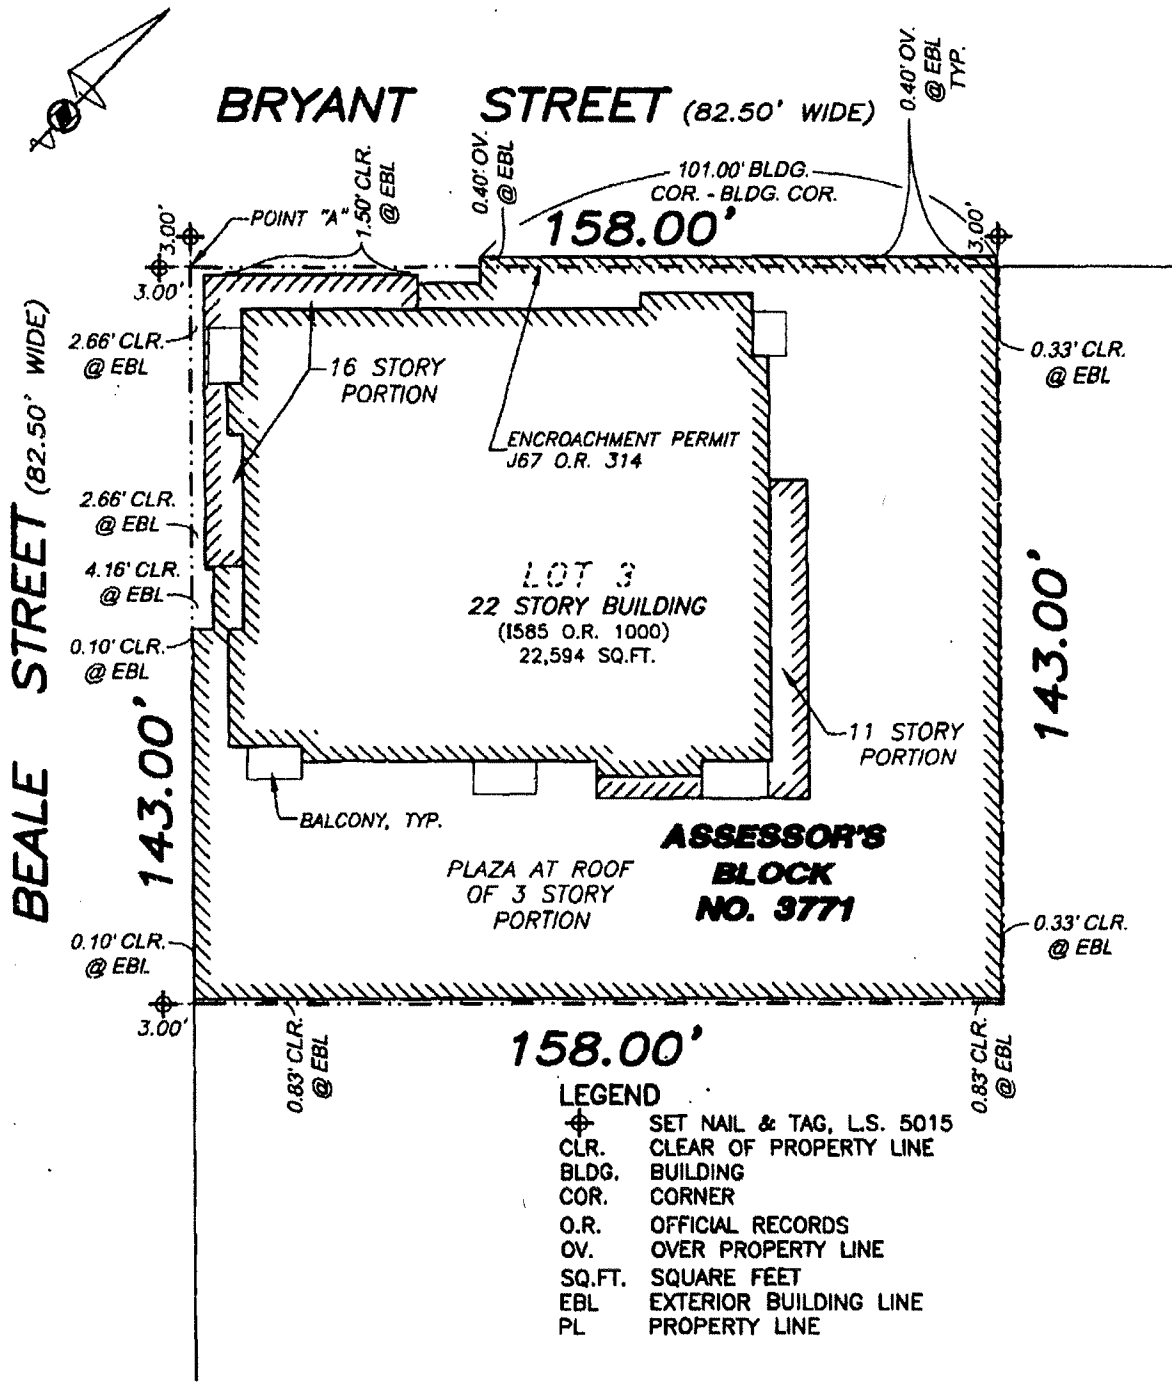 BRYANT STREET (82.50' WIDE)
0.40' OV.
@ EBL
TYP.
1.50' CLR.
@ EBL
0.40' OV.
@ EBL
101.00' BLDG.
COR. - BLDG. COR.
158.00'
POINT "A"
3.00'
3.00'
3.00'
2.66' CLR.
@ EBL
0.33' CLR.
@ EBL
16 STORY
PORTION
ENCROACHMENT PERMIT
J67 O.R. 314
BEALE STREET (82.50' WIDE)
2.66' CLR.
@ EBL
4.16' CLR.
@ EBL
0.10' CLR.
@ EBL
LOT 3
22 STORY BUILDING
(I585 O.R. 1000)
22,594 SQ.FT.
143.00'
143.00'
11 STORY
PORTION
BALCONY, TYP.
ASSESSOR'S
BLOCK
NO. 3771
PLAZA AT ROOF
OF 3 STORY
PORTION
0.10' CLR.
@ EBL
0.33' CLR.
@ EBL
3.00'
0.83' CLR.
@ EBL
158.00'
0.83' CLR.
@ EBL
LEGEND
SET NAIL & TAG, L.S. 5015
CLR. CLEAR OF PROPERTY LINE
BLDG. BUILDING
COR. CORNER
O.R. OFFICIAL RECORDS
OV. OVER PROPERTY LINE
SQ.FT. SQUARE FEET
EBL EXTERIOR BUILDING LINE
PL PROPERTY LINE